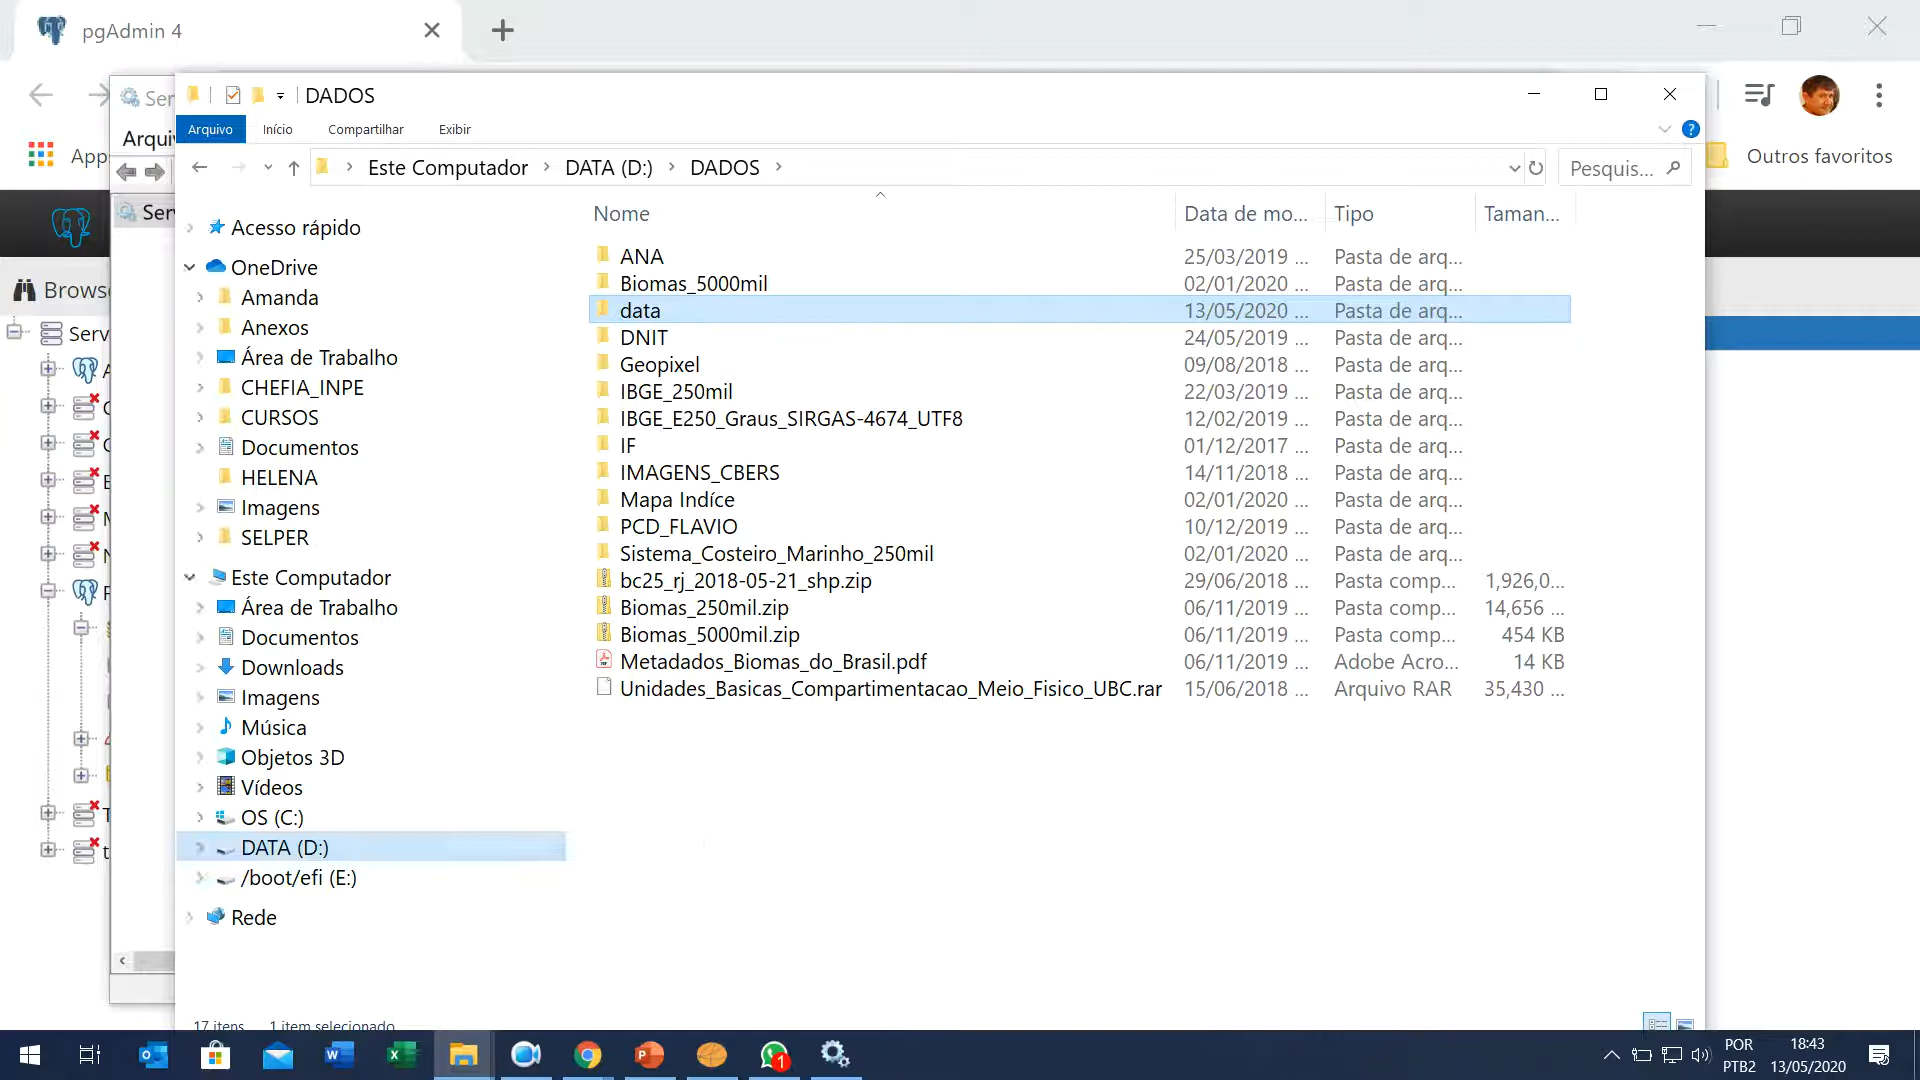 pgAdmin 4
Ser
DADOS
Arqui
Arquivo
Início
Compartilhar
Exibir
App
Este Computador
DATA (D:)
DADOS
Pesquis...
Outros favoritos
Serv
Nome
Data de mo...
Tipo
Taman...
Acesso rápido
OneDrive
Amanda
Anexos
Área de Trabalho
CHEFIA_INPE
CURSOS
Documentos
HELENA
Imagens
SELPER
Este Computador
Área de Trabalho
Documentos
Downloads
Imagens
Música
Objetos 3D
Vídeos
OS (C:)
DATA (D:)
/boot/efi (E:)
Rede
Brows
Serv
ANA 25/03/2019 ... Pasta de arq...
Biomas_5000mil 02/01/2020 ... Pasta de arq...
data 13/05/2020 ... Pasta de arq...
DNIT 24/05/2019 ... Pasta de arq...
Geopixel 09/08/2018 ... Pasta de arq...
IBGE_250mil 22/03/2019 ... Pasta de arq...
IBGE_E250_Graus_SIRGAS-4674_UTF8 12/02/2019 ... Pasta de arq...
IF 01/12/2017 ... Pasta de arq...
IMAGENS_CBERS 14/11/2018 ... Pasta de arq...
Mapa Indíce 02/01/2020 ... Pasta de arq...
PCD_FLAVIO 10/12/2019 ... Pasta de arq...
Sistema_Costeiro_Marinho_250mil 02/01/2020 ... Pasta de arq...
bc25_rj_2018-05-21_shp.zip 29/06/2018 ... Pasta comp... 1,926,0...
Biomas_250mil.zip 06/11/2019 ... Pasta comp... 14,656 ...
Biomas_5000mil.zip 06/11/2019 ... Pasta comp... 454 KB
Metadados_Biomas_do_Brasil.pdf 06/11/2019 ... Adobe Acro... 14 KB
Unidades_Basicas_Compartimentacao_Meio_Fisico_UBC.rar 15/06/2018 ... Arquivo RAR 35,430 ...
17 itens 1 item selecionado
POR
PTB2
18:43
13/05/2020
1